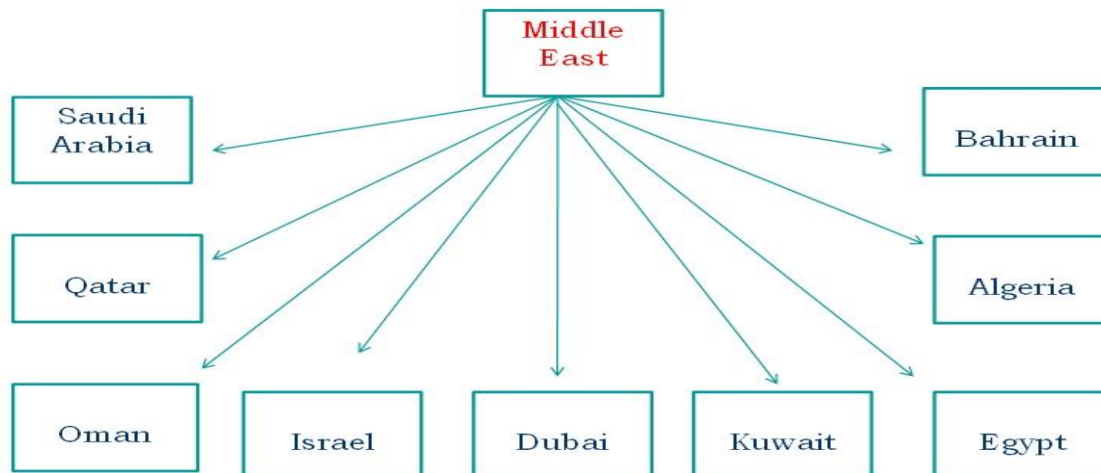 Middle
East
Saudi
Arabia
Bahrain
Qatar
Algeria
Oman
Israel
Dubai
Kuwait
Egypt